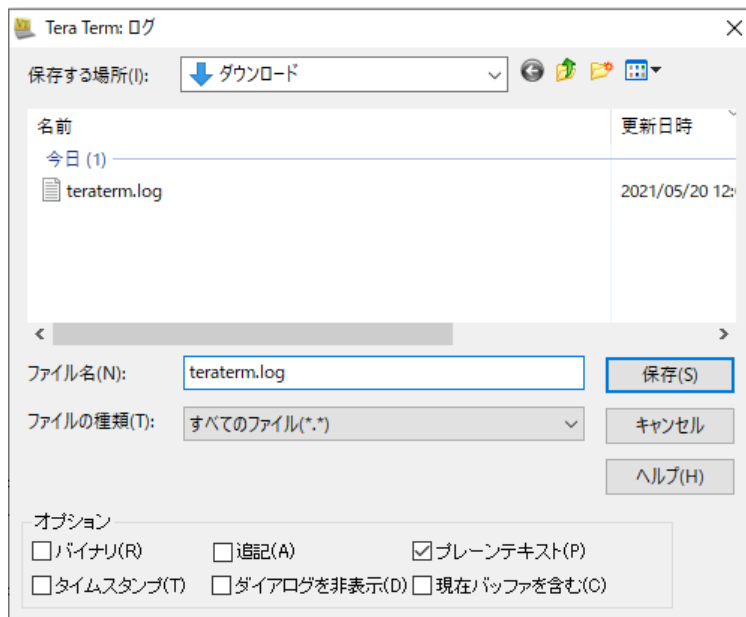 Tera Term: ログ
保存する場所(I): ダウンロード
名前 更新日時
今日 (1)
teraterm.log 2021/05/20 12:
ファイル名(N): teraterm.log 保存(S)
ファイルの種類(T): すべてのファイル(*.*) キャンセル
ヘルプ(H)
オプション
バイナリ(R) 追記(A) プレーンテキスト(P)
タイムスタンプ(T) ダイアログを非表示(D) 現在バッファを含む(C)